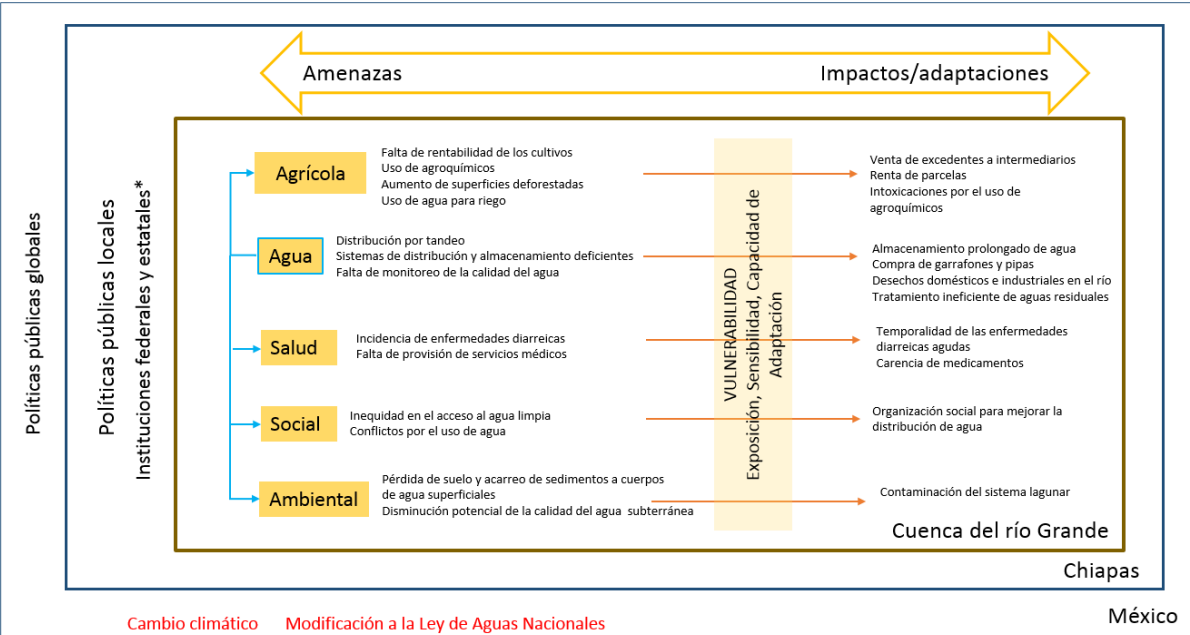 Amenazas
Impactos/adaptaciones
Políticas públicas globales
Políticas públicas locales
Instituciones federales y estatales*
Agrícola
Falta de rentabilidad de los cultivos
Uso de agroquímicos
Aumento de superficies deforestadas
Uso de agua para riego
Venta de excedentes a intermediarios
Renta de parcelas
Intoxicaciones por el uso de
agroquímicos
Agua
Distribución por tandeo
Sistemas de distribución y almacenamiento deficientes
Falta de monitoreo de la calidad del agua
Almacenamiento prolongado de agua
Compra de garrafones y pipas
Desechos domésticos e industriales en el río
Tratamiento ineficiente de aguas residuales
VULNERABILIDAD
Exposición, Sensibilidad, Capacidad de
Adaptación
Salud
Incidencia de enfermedades diarreicas
Falta de provisión de servicios médicos
Temporalidad de las enfermedades
diarreicas agudas
Carencia de medicamentos
Social
Inequidad en el acceso al agua limpia
Conflictos por el uso de agua
Organización social para mejorar la
distribución de agua
Ambiental
Pérdida de suelo y acarreo de sedimentos a cuerpos
de agua superficiales
Disminución potencial de la calidad del agua subterránea
Contaminación del sistema lagunar
Cuenca del río Grande
Chiapas
México
Cambio climático
Modificación a la Ley de Aguas Nacionales